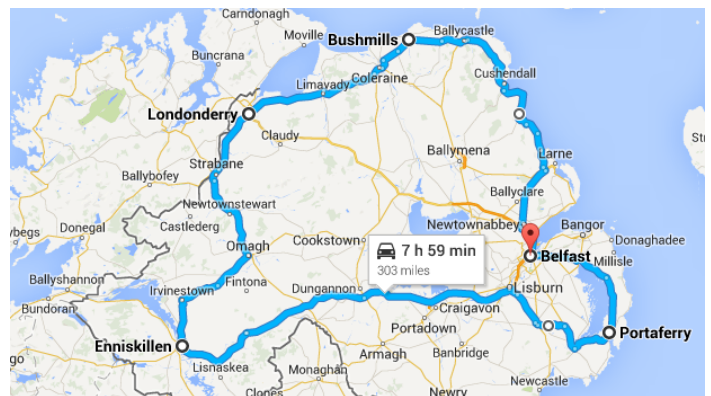 Carndonagh
Moville
Bushmills
Ballycastle
Buncrana
Cushendall
Coleraine
Limavady
Londonderry
Claudy
Ballymena
Strabane
Larne
Ballybofey
Ballyclare
Newtownstewart
Castlederg
Newtownabbey
Bangor
Donegal
Donaghadee
Cookstown
Omagh
7 h 59 min
303 miles
Belfast
Millisle
Ballyshannon
Irvinestown
Fintona
Dungannon
Lisburn
Bundoran
Craigavon
Portadown
Portaferry
Enniskillen
Armagh
Banbridge
Lisnaskea
Monaghan
Newcastle
Clones
Newry